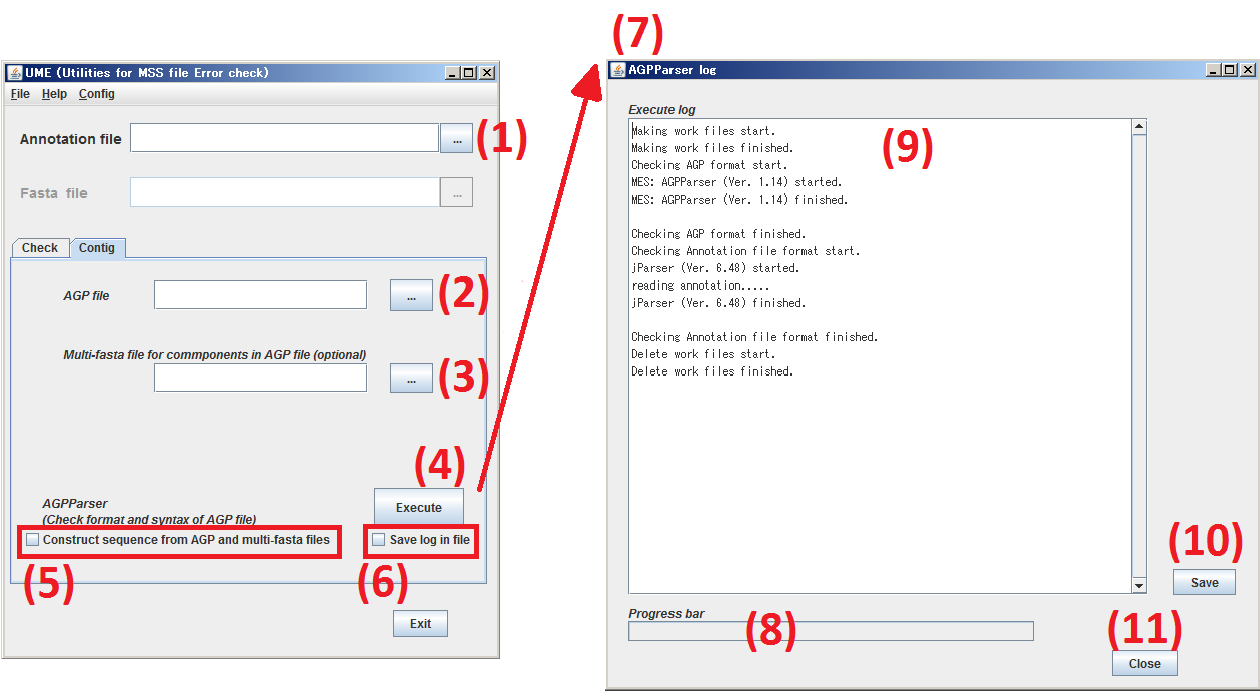 (7)
UME (Utilities for MSS file Error check)
File Help Config
Annotation file
...
(1)
Fasta file
...
Check
Contig
AGP file
...
(2)
Multi-fasta file for commponents in AGP file (optional)
...
(3)
(4)
AGPParser
(Check format and syntax of AGP file)
Execute
Construct sequence from AGP and multi-fasta files
Save log in file
(5)
(6)
Exit
AGPParser log
Execute log
(9)
Making work files start.
Making work files finished.
Checking AGP format start.
MES: AGPParser (Ver. 1.14) started.
MES: AGPParser (Ver. 1.14) finished.
Checking AGP format finished.
Checking Annotation file format start.
jParser (Ver. 6.48) started.
reading annotation.....
jParser (Ver. 6.48) finished.
Checking Annotation file format finished.
Delete work files start.
Delete work files finished.
(10)
Save
Progress bar
(8)
(11)
Close